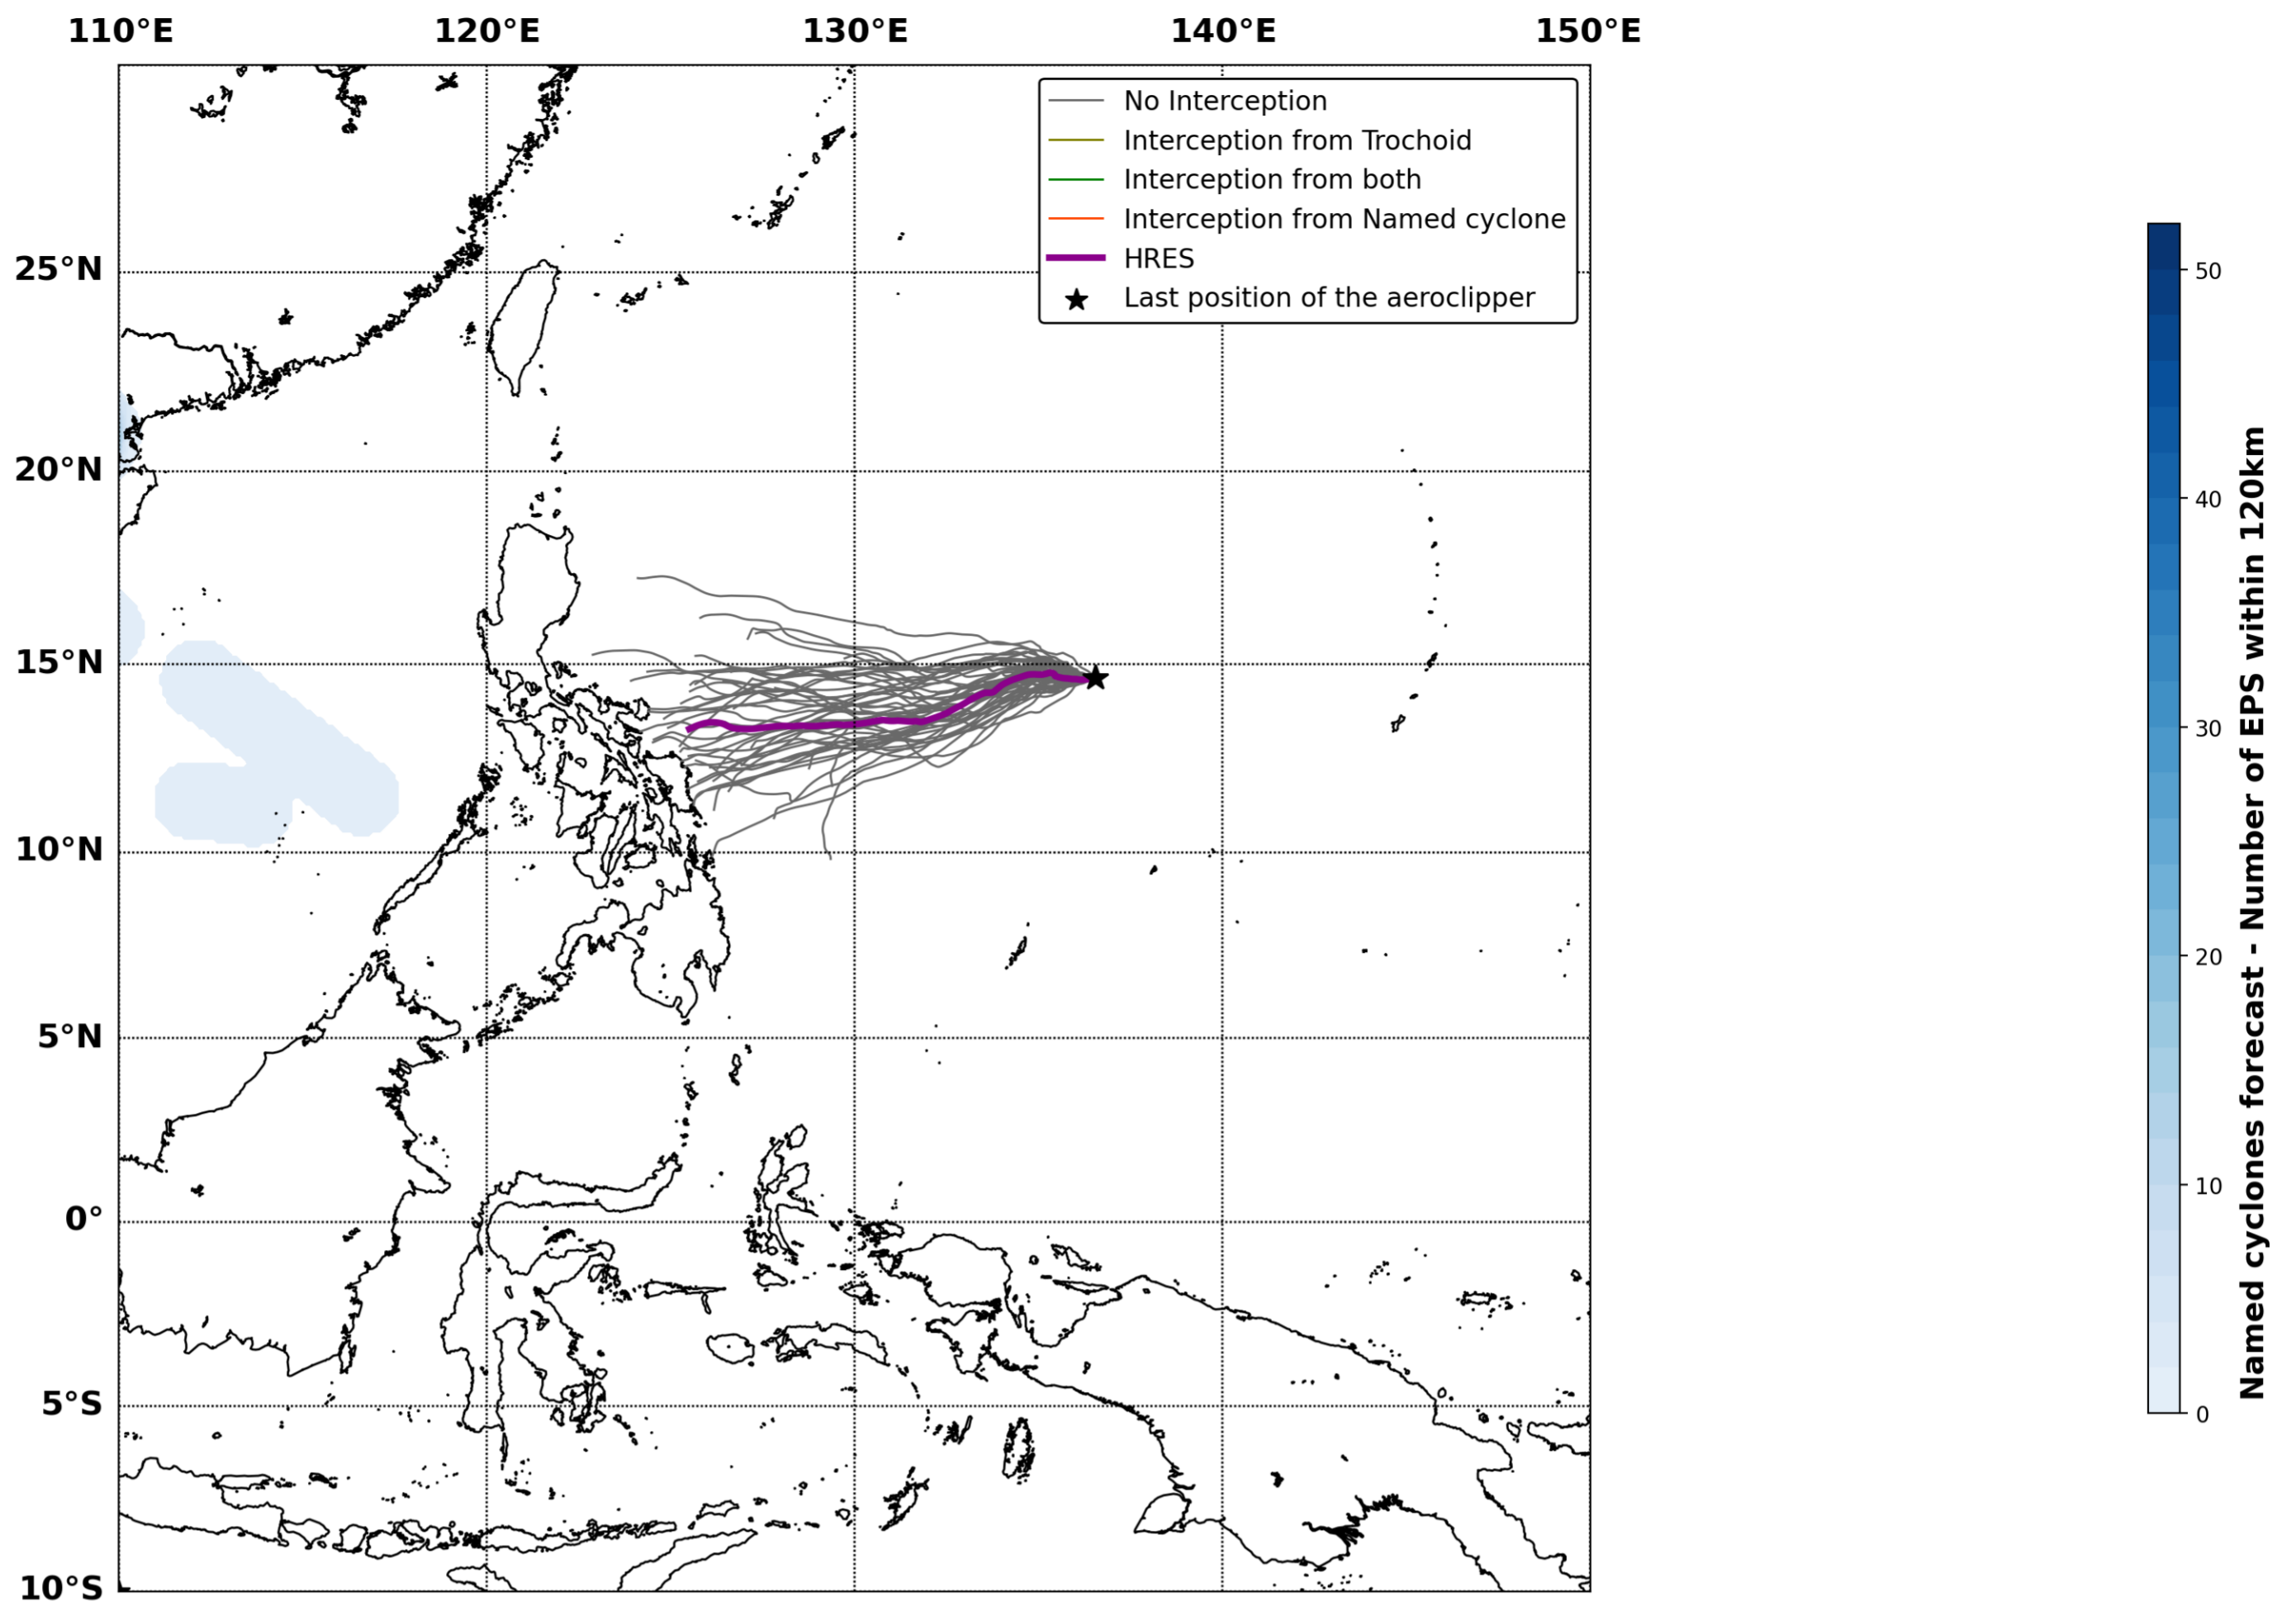 110°E 120°E 130°E 140°E 150°E
No Interception
Interception from Trochoid
Interception from both
Interception from Named cyclone
HRES
Last position of the aeroclipper
25°N
20°N
15°N
10°N
5°N
0°
5°S
10°S
50
40
30
20
10
0
Named cyclones forecast - Number of EPS within 120km